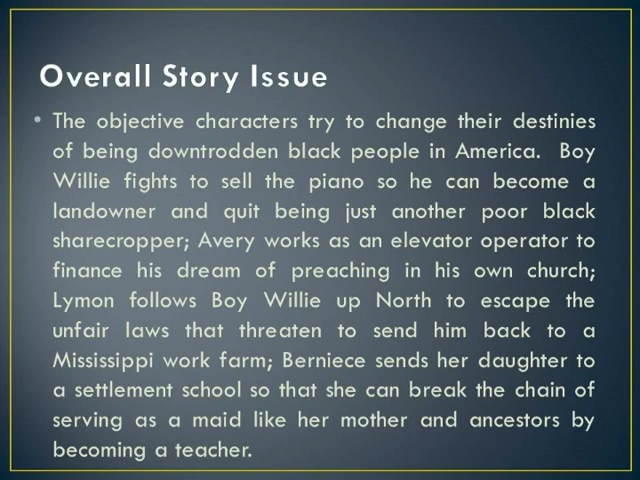 Overall Story Issue
• The objective characters try to change their destinies
of being downtrodden black people in America. Boy
Willie fights to sell the piano so he can become a
landowner and quit being just another poor black
sharecropper; Avery works as an elevator operator to
finance his dream of preaching in his own church;
Lymon follows Boy Willie up North to escape the
unfair laws that threaten to send him back to a
Mississippi work farm; Berniece sends her daughter to
a settlement school so that she can break the chain of
serving as a maid like her mother and ancestors by
becoming a teacher.